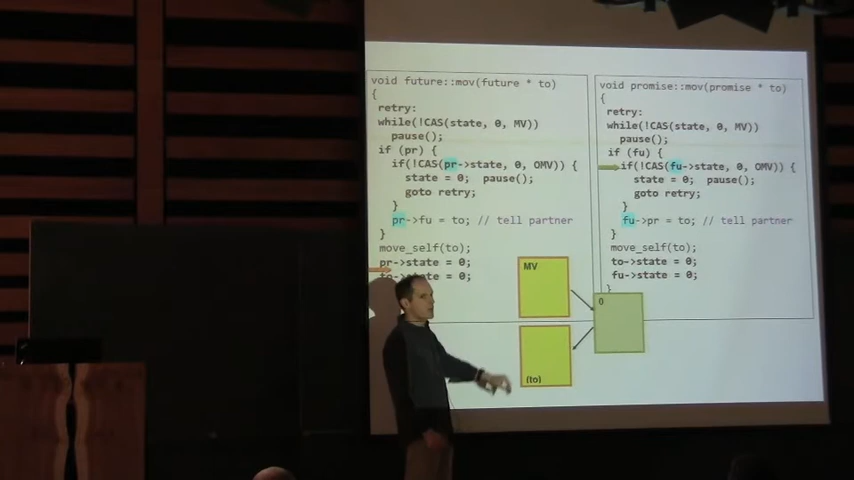 void future::mov(future * to)
{
retry:
while(!CAS(state, 0, MV))
pause();
if (pr) {
if(!CAS(pr->state, 0, OMV)) {
state = 0; pause();
goto retry;
}
pr->fu = to; // tell partner
}
move_self(to);
pr->state = 0;
to->state = 0;
void promise::mov(promise * to)
{
retry:
while(!CAS(state, 0, MV))
pause();
if (fu) {
if(!CAS(fu->state, 0, OMV)) {
state = 0; pause();
goto retry;
}
fu->pr = to; // tell partner
}
move_self(to);
to->state = 0;
fu->state = 0;
}
MV
0
(to)